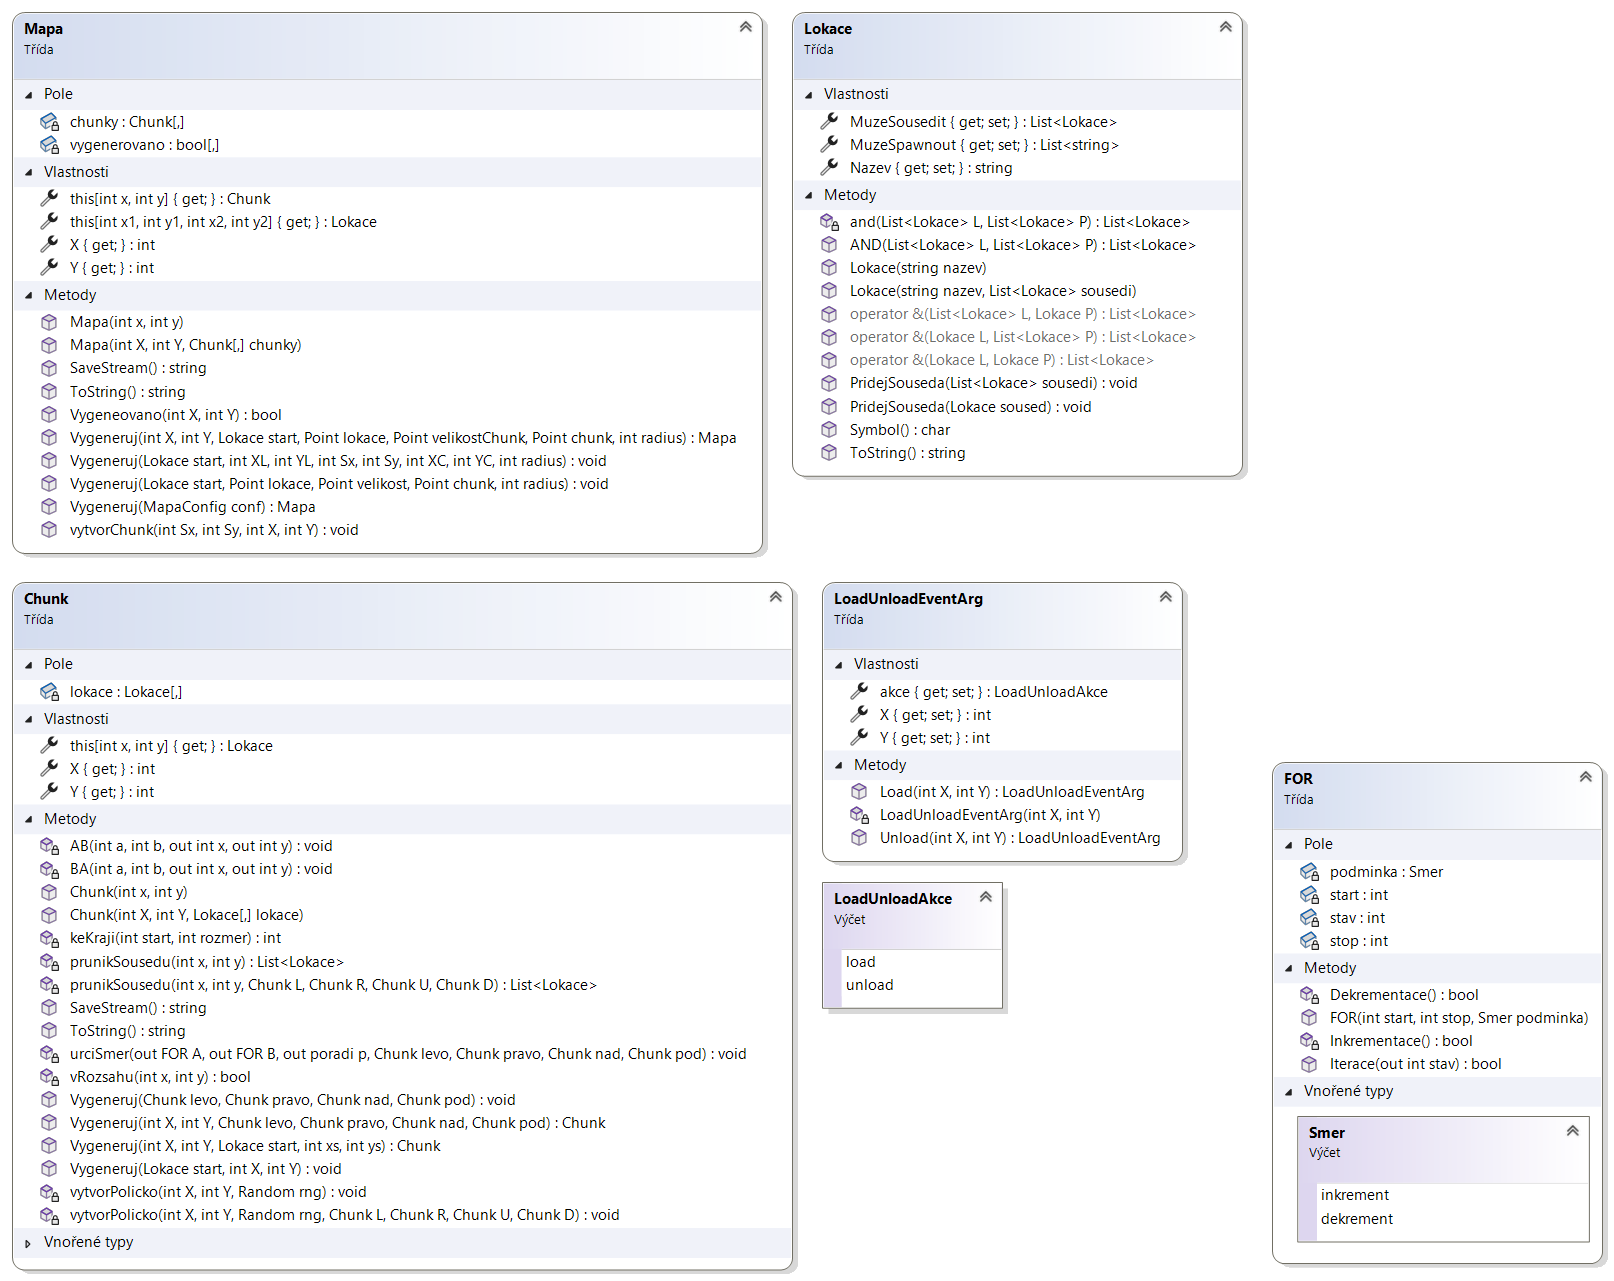 Mapa
Třída
Pole
chunky : Chunk[,]
vygenerovano : bool[,]
Vlastnosti
this[int x, int y] { get; } : Chunk
this[int x1, int y1, int x2, int y2] { get; } : Lokace
X { get; } : int
Y { get; } : int
Metody
Mapa(int x, int y)
Mapa(int X, int Y, Chunk[,] chunky)
SaveStream() : string
ToString() : string
Vygeneovano(int X, int Y) : bool
Vygeneruj(int X, int Y, Lokace start, Point lokace, Point velikostChunk, Point chunk, int radius) : Mapa
Vygeneruj(Lokace start, int XL, int YL, int Sx, int Sy, int XC, int YC, int radius) : void
Vygeneruj(Lokace start, Point lokace, Point velikost, Point chunk, int radius) : void
Vygeneruj(MapaConfig conf) : Mapa
vytvorChunk(int Sx, int Sy, int X, int Y) : void
Lokace
Třída
Vlastnosti
MuzeSousedit { get; set; } : List<Lokace>
MuzeSpawnout { get; set; } : List<string>
Nazev { get; set; } : string
Metody
and(List<Lokace> L, List<Lokace> P) : List<Lokace>
AND(List<Lokace> L, List<Lokace> P) : List<Lokace>
Lokace(string nazev)
Lokace(string nazev, List<Lokace> sousedi)
operator &(List<Lokace> L, Lokace P) : List<Lokace>
operator &(Lokace L, List<Lokace> P) : List<Lokace>
operator &(Lokace L, Lokace P) : List<Lokace>
PridejSouseda(List<Lokace> sousedi) : void
PridejSouseda(Lokace soused) : void
Symbol() : char
ToString() : string
Chunk
Třída
Pole
lokace : Lokace[,]
Vlastnosti
this[int x, int y] { get; } : Lokace
X { get; } : int
Y { get; } : int
Metody
AB(int a, int b, out int x, out int y) : void
BA(int a, int b, out int x, out int y) : void
Chunk(int x, int y)
Chunk(int X, int Y, Lokace[,] lokace)
keKraji(int start, int rozmer) : int
prunikSousedu(int x, int y) : List<Lokace>
prunikSousedu(int x, int y, Chunk L, Chunk R, Chunk U, Chunk D) : List<Lokace>
SaveStream() : string
ToString() : string
urciSmer(out FOR A, out FOR B, out poradi p, Chunk levo, Chunk pravo, Chunk nad, Chunk pod) : void
vRozsahu(int x, int y) : bool
Vygeneruj(Chunk levo, Chunk pravo, Chunk nad, Chunk pod) : void
Vygeneruj(int X, int Y, Chunk levo, Chunk pravo, Chunk nad, Chunk pod) : Chunk
Vygeneruj(int X, int Y, Lokace start, int xs, int ys) : Chunk
Vygeneruj(Lokace start, int X, int Y) : void
vytvorPolicko(int X, int Y, Random rng) : void
vytvorPolicko(int X, int Y, Random rng, Chunk L, Chunk R, Chunk U, Chunk D) : void
Vnořené typy
LoadUnloadEventArg
Třída
Vlastnosti
akce { get; set; } : LoadUnloadAkce
X { get; set; } : int
Y { get; set; } : int
Metody
Load(int X, int Y) : LoadUnloadEventArg
LoadUnloadEventArg(int X, int Y)
Unload(int X, int Y) : LoadUnloadEventArg
LoadUnloadAkce
Výčet
load
unload
FOR
Třída
Pole
podminka : Smer
start : int
stav : int
stop : int
Metody
Dekrementace() : bool
FOR(int start, int stop, Smer podminka)
Inkrementace() : bool
Iterace(out int stav) : bool
Vnořené typy
Smer
Výčet
inkrement
dekrement